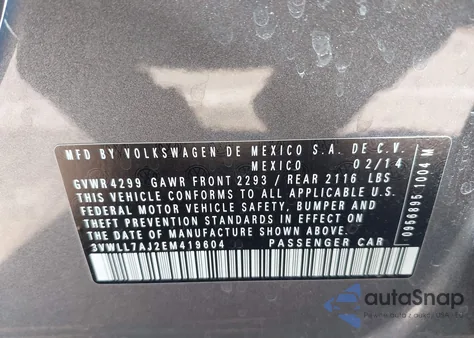 MFD BY VOLKSWAGEN DE MEXICO S.A. DE C.V.
MEXICO 02/14
GVWR 4299 GAWR FRONT 2293 / REAR 2116 LBS
THIS VEHICLE CONFORMS TO ALL APPLICABLE U.S.
FEDERAL MOTOR VEHICLE SAFETY, BUMPER AND
THEFT PREVENTION STANDARDS IN EFFECT ON
THE DATE OF MANUFACTURE SHOWN ABOVE.
3VWLL7AJ2EM419604 PASSENGER CAR
0956895 1004 M
autoSnap